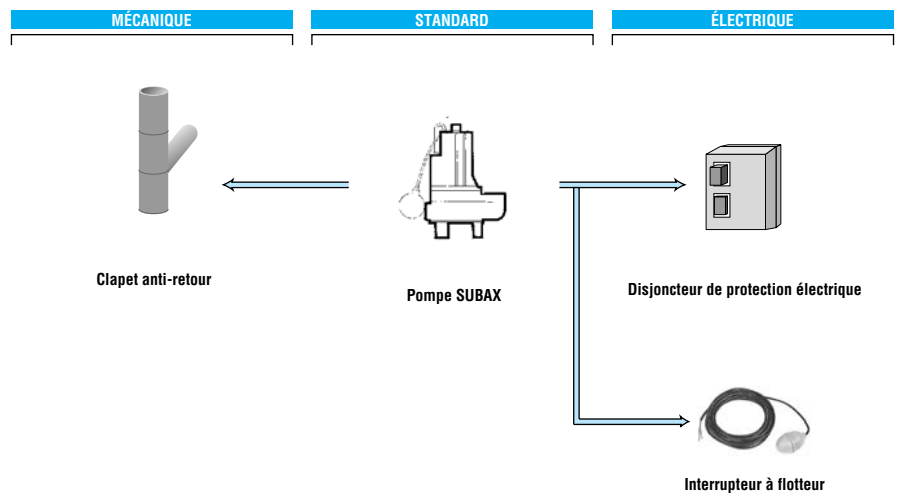 MÉCANIQUE
STANDARD
ÉLECTRIQUE
Clapet anti-retour
Pompe SUBAX
Disjoncteur de protection électrique
Interrupteur à flotteur